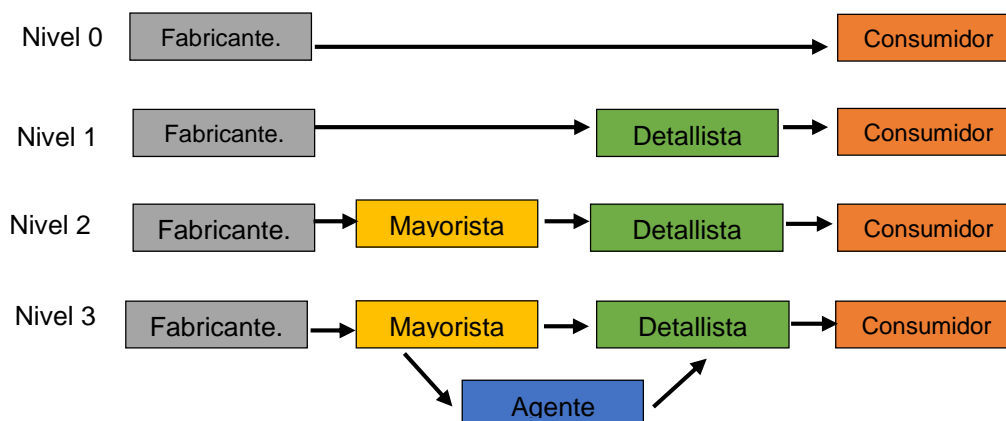 Nivel 0 Fabricante. Consumidor
Nivel 1 Fabricante. Detallista Consumidor
Nivel 2 Fabricante. Mayorista Detallista Consumidor
Nivel 3 Fabricante. Mayorista Detallista Consumidor
Agente